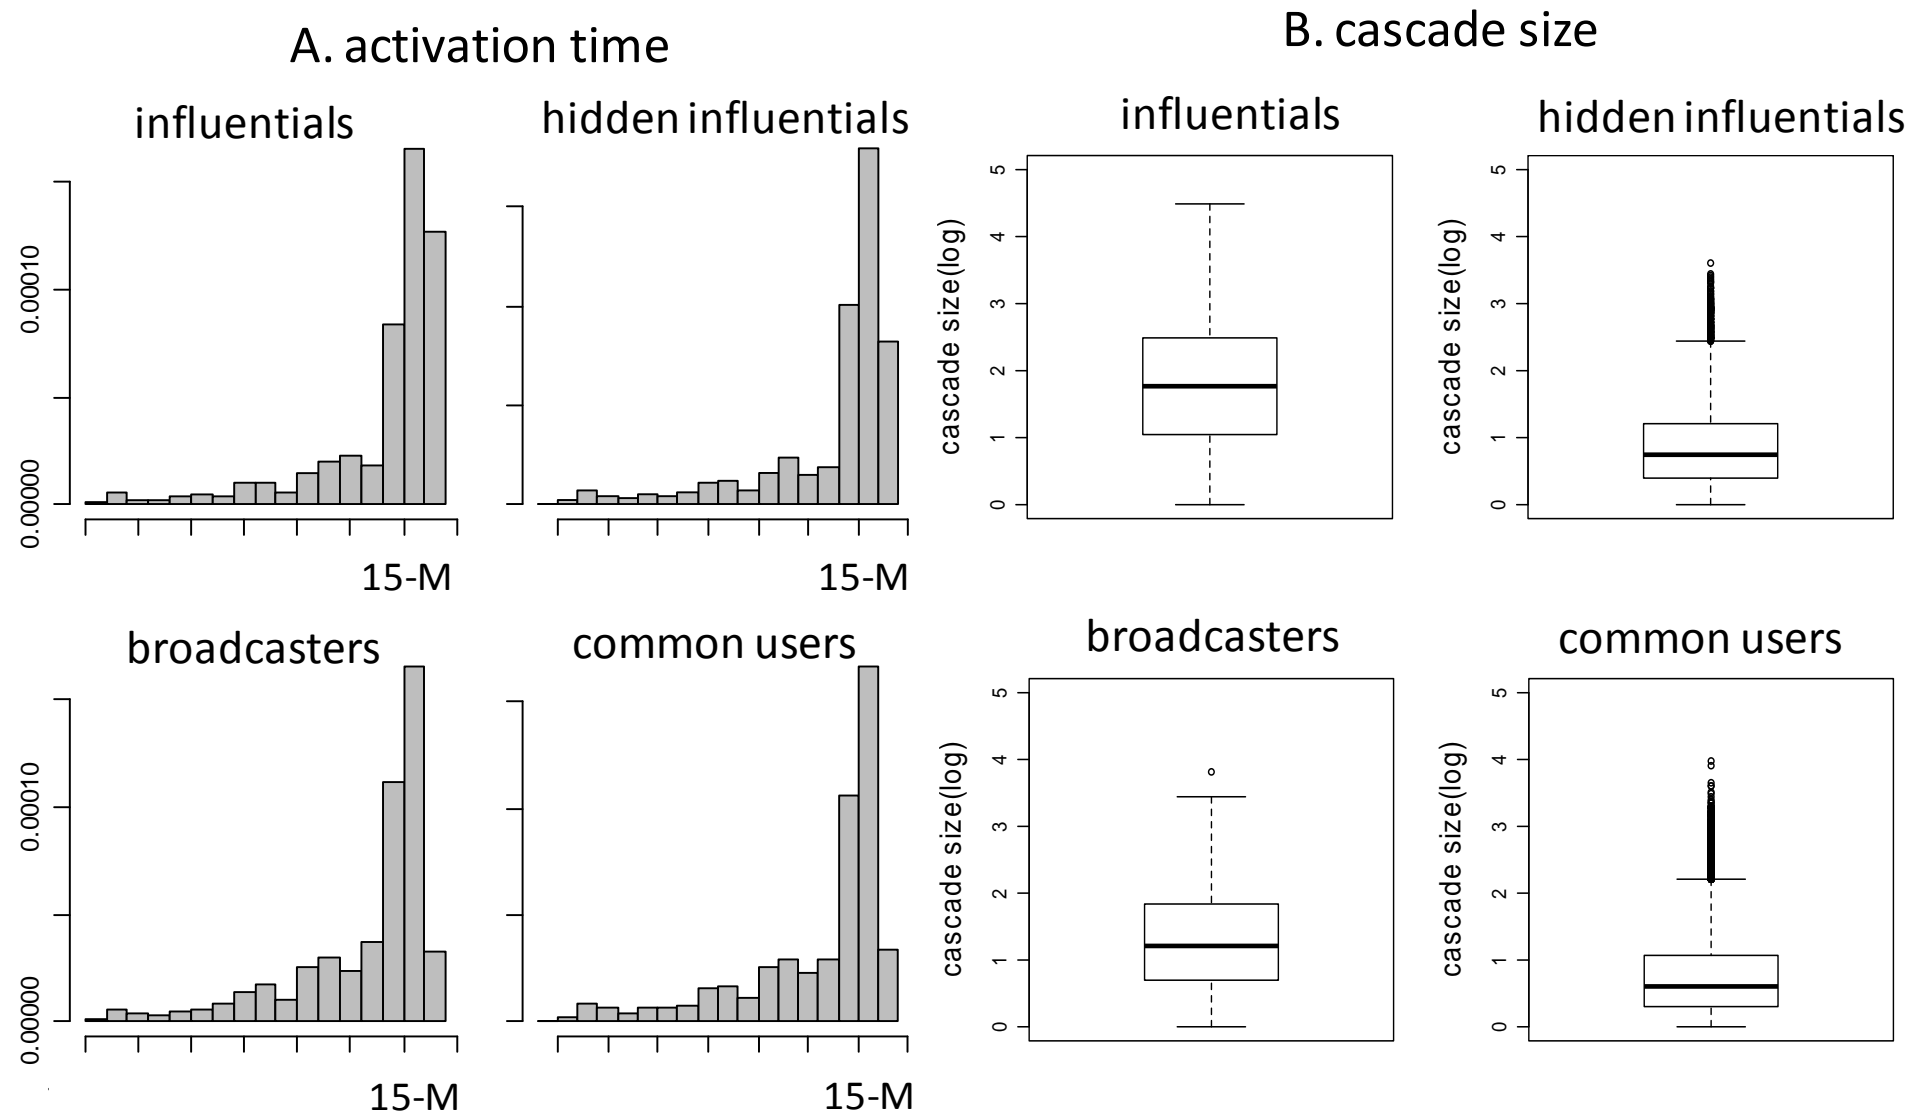 A. activation time
influentials
hidden influentials
0.00010
0.00000
15-M
15-M
broadcasters
common users
0.00010
0.00000
15-M
15-M
B. cascade size
influentials
hidden influentials
cascade size(log)
5
4
3
2
1
0
cascade size(log)
5
4
3
2
1
0
broadcasters
common users
cascade size(log)
5
4
3
2
1
0
cascade size(log)
5
4
3
2
1
0